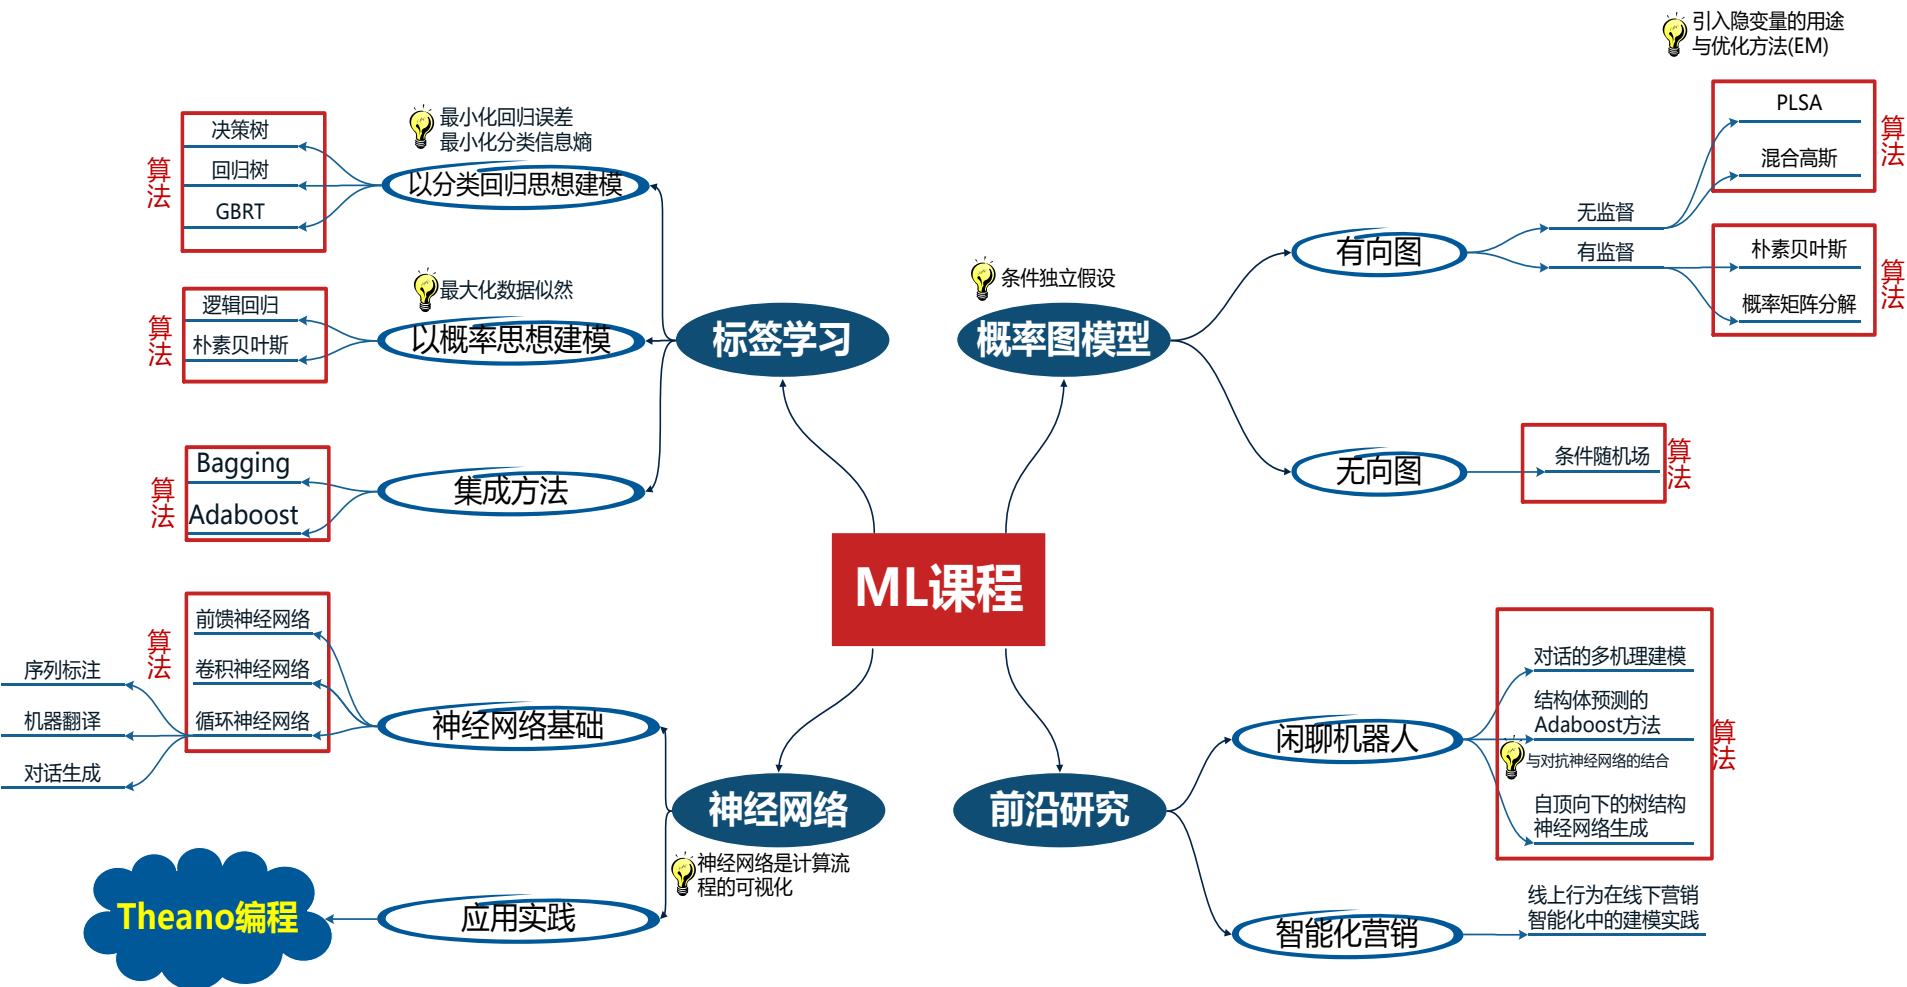 引入隐变量的用途
与优化方法(EM)
PLSA
混合高斯
算
法
无监督
有监督
有向图
朴素贝叶斯
概率矩阵分解
算
法
条件独立假设
概率图模型
无向图
条件随机场
算
法
最小化回归误差
最小化分类信息熵
以分类回归思想建模
决策树
回归树
GBRT
算
法
最大化数据似然
以概率思想建模
逻辑回归
朴素贝叶斯
算
法
标签学习
集成方法
Bagging
Adaboost
算
法
ML课程
前馈神经网络
卷积神经网络
循环神经网络
算
法
序列标注
机器翻译
对话生成
神经网络基础
神经网络
神经网络是计算流
程的可视化
应用实践
Theano编程
前沿研究
闲聊机器人
对话的多机理建模
结构体预测的
Adaboost方法
与对抗神经网络的结合
自顶向下的树结构
神经网络生成
算
法
智能化营销
线上行为在线下营销
智能化中的建模实践